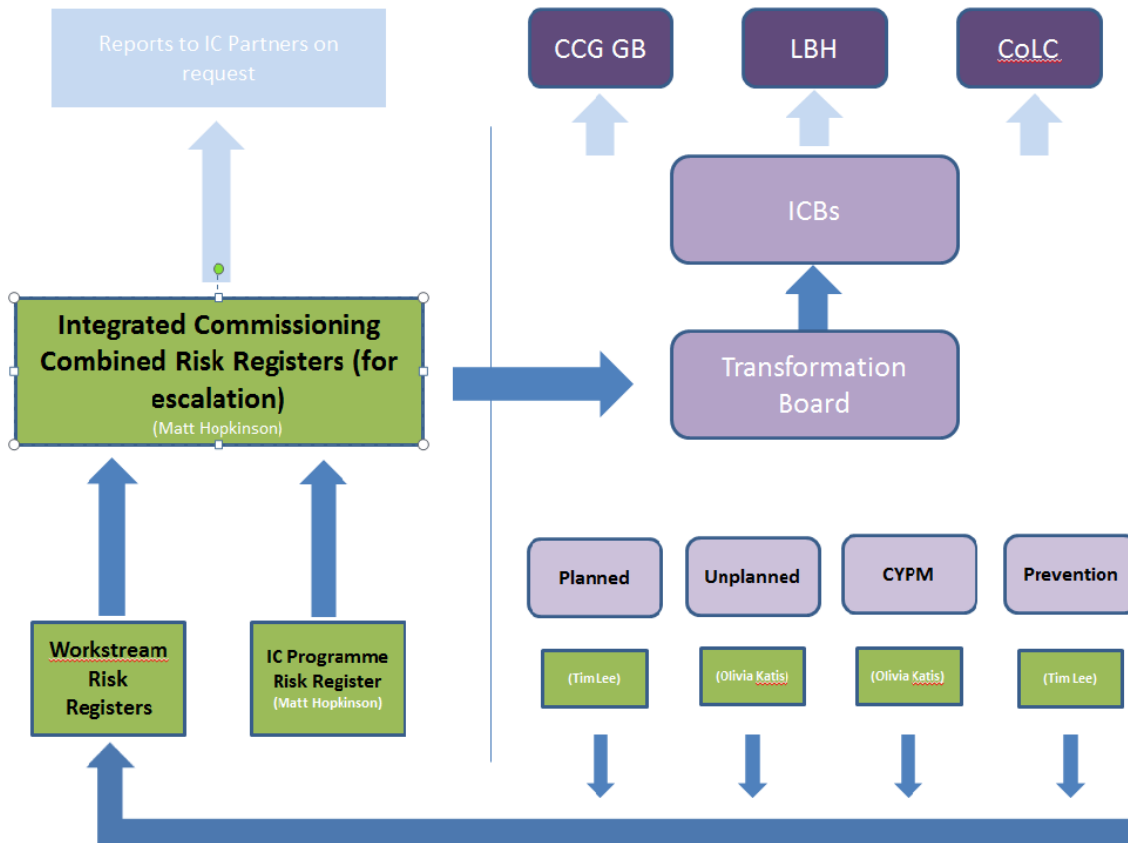 Reports to IC Partners on
request
CCG GB
LBH
CoLC
ICBs
Integrated Commissioning
Combined Risk Registers (for
escalation)
(Matt Hopkinson)
Transformation
Board
Planned
Unplanned
CYPM
Prevention
Workstream
Risk
Registers
IC Programme
Risk Register
(Matt Hopkinson)
(Tim Lee)
(Olivia Katis)
(Olivia Katis)
(Tim Lee)